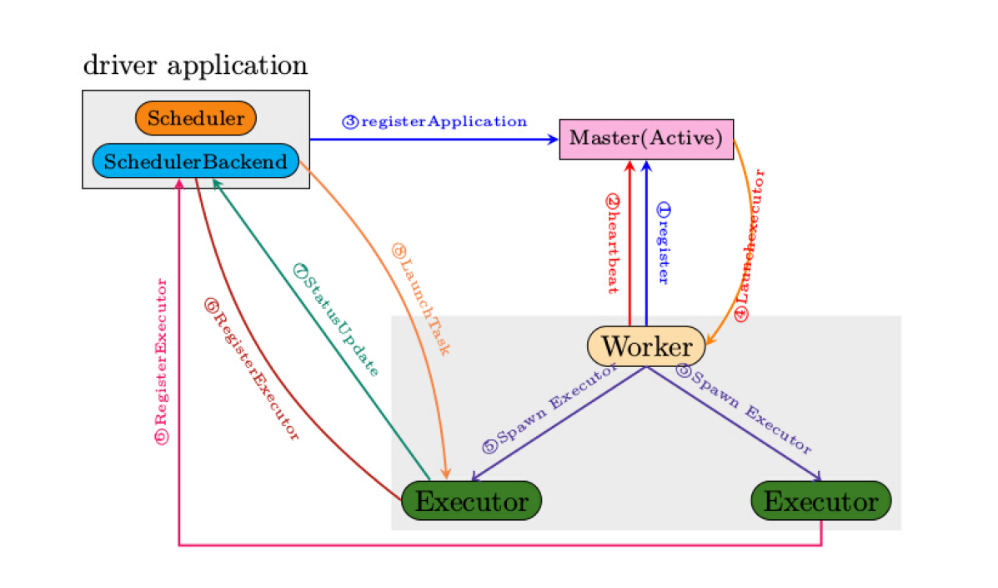 driver application
Scheduler
SchedulerBackend
③registerApplication
Master(Active)
②heartbeat
①register
④Launchexecutor
⑧LaunchTask
⑦StatusUpdate
⑥RegisterExecutor
⑥RegisterExecutor
Worker
⑤Spawn Executor
⑤Spawn Executor
Executor
Executor